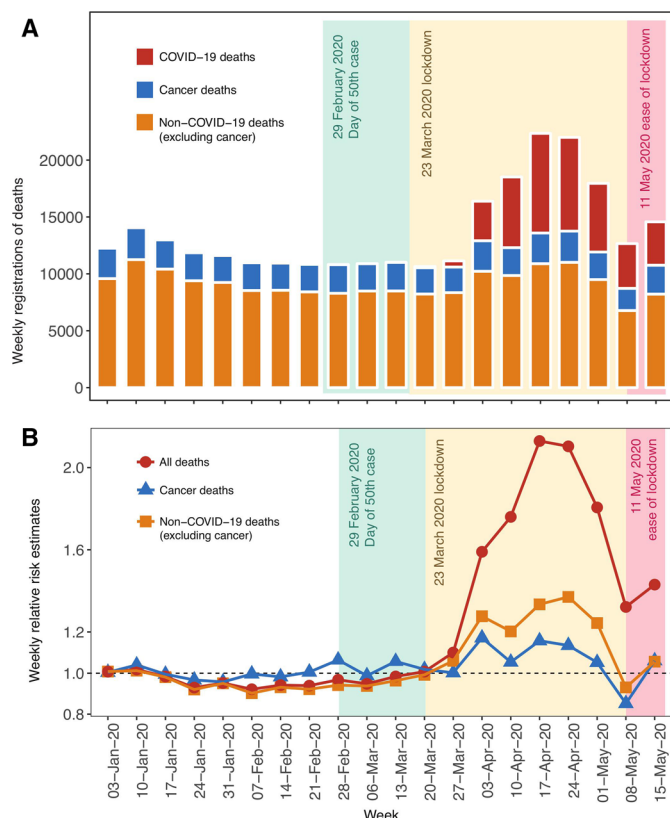 A
COVID−19 deaths
Cancer deaths
Non−COVID−19 deaths
(excluding cancer)
29 February 2020
Day of 50th case
23 March 2020 lockdown
11 May 2020 ease of lockdown
Weekly registrations of deaths
20000
15000
10000
5000
0
B
All deaths
Cancer deaths
Non−COVID−19 deaths
(excluding cancer)
29 February 2020
Day of 50th case
23 March 2020 lockdown
11 May 2020
ease of lockdown
Weekly relative risk estimates
2.0
1.6
1.2
1.0
0.8
03−Jan−20
10−Jan−20
17−Jan−20
24−Jan−20
31−Jan−20
07−Feb−20
14−Feb−20
21−Feb−20
28−Feb−20
06−Mar−20
13−Mar−20
20−Mar−20
27−Mar−20
03−Apr−20
10−Apr−20
17−Apr−20
24−Apr−20
01−May−20
08−May−20
15−May−20
Week